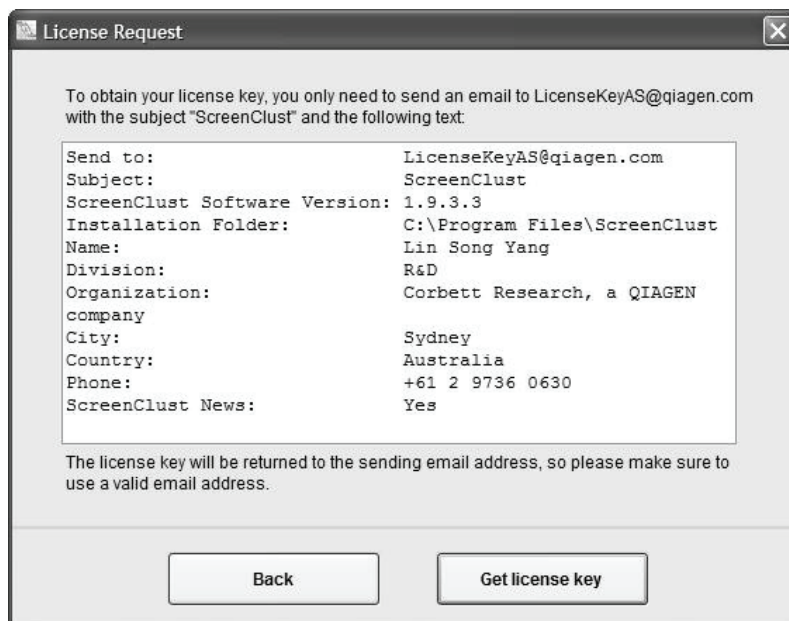 License Request
To obtain your license key, you only need to send an email to LicenseKeyAS@qiagen.com
with the subject "ScreenClust" and the following text:
Send to: LicenseKeyAS@qiagen.com
Subject: ScreenClust
ScreenClust Software Version: 1.9.3.3
Installation Folder: C:\Program Files\ScreenClust
Name: Lin Song Yang
Division: R&D
Organization: Corbett Research, a QIAGEN
company
City: Sydney
Country: Australia
Phone: +61 2 9736 0630
ScreenClust News: Yes
The license key will be returned to the sending email address, so please make sure to
use a valid email address.
Back Get license key